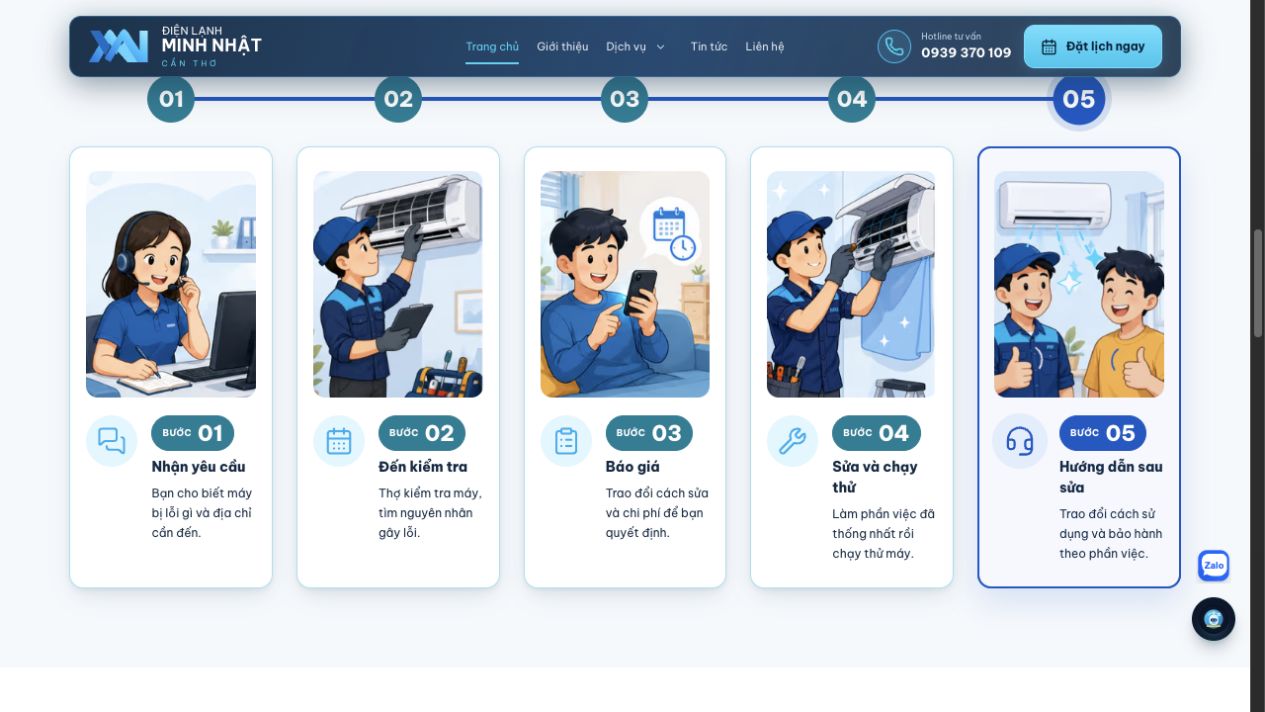 ĐIỆN LẠNH
MINH NHẬT
CẦN THƠ
Trang chủ
Giới thiệu
Dịch vụ
Tin tức
Liên hệ
Hotline tư vấn
0939 370 109
Đặt lịch ngay
01
02
03
04
05
BƯỚC 01
Nhận yêu cầu
Bạn cho biết máy
bị lỗi gì và địa chỉ
cần đến.
BƯỚC 02
Đến kiểm tra
Thợ kiểm tra máy,
tìm nguyên nhân
gây lỗi.
BƯỚC 03
Báo giá
Trao đổi cách sửa
và chi phí để bạn
quyết định.
BƯỚC 04
Sửa và chạy
thử
Làm phần việc đã
thống nhất rồi
chạy thử máy.
BƯỚC 05
Hướng dẫn sau
sửa
Trao đổi cách sử
dụng và bảo hành
theo phần việc.
Zalo